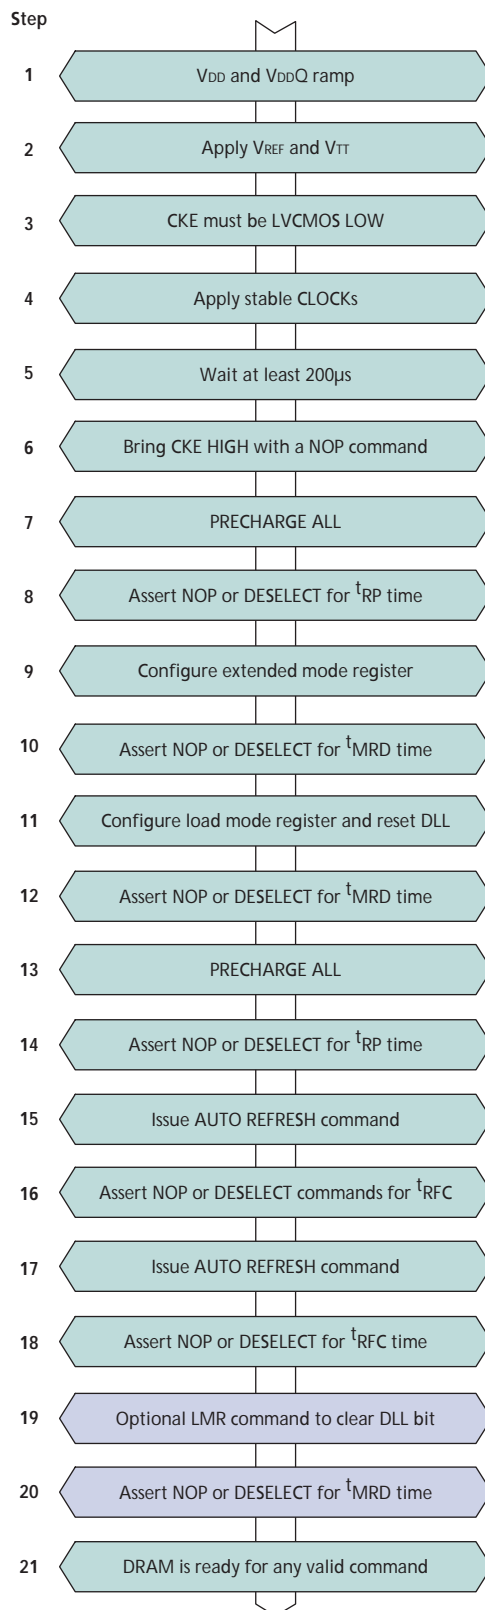 Step
1 VDD and VDDQ ramp
2 Apply VREF and VTT
3 CKE must be LVCMOS LOW
4 Apply stable CLOCKs
5 Wait at least 200µs
6 Bring CKE HIGH with a NOP command
7 PRECHARGE ALL
8 Assert NOP or DESELECT for tRP time
9 Configure extended mode register
10 Assert NOP or DESELECT for tMRD time
11 Configure load mode register and reset DLL
12 Assert NOP or DESELECT for tMRD time
13 PRECHARGE ALL
14 Assert NOP or DESELECT for tRP time
15 Issue AUTO REFRESH command
16 Assert NOP or DESELECT commands for tRFC
17 Issue AUTO REFRESH command
18 Assert NOP or DESELECT for tRFC time
19 Optional LMR command to clear DLL bit
20 Assert NOP or DESELECT for tMRD time
21 DRAM is ready for any valid command